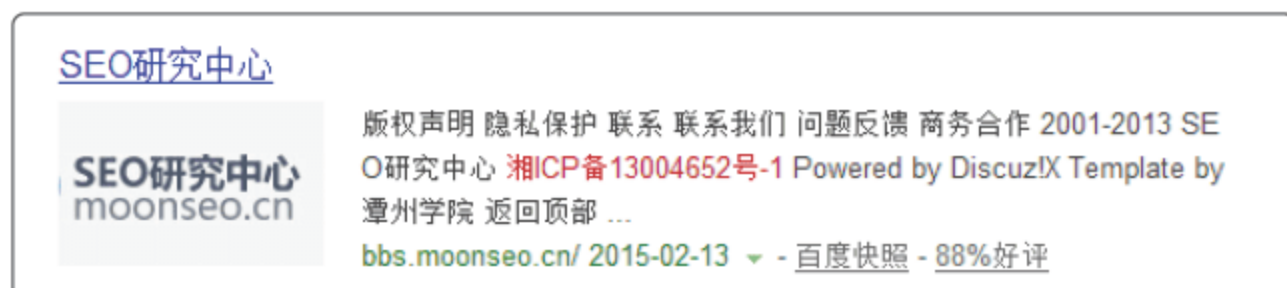 SEO研究中心
SEO研究中心
moonseo.cn
版权声明 隐私保护 联系 联系我们 问题反馈 商务合作 2001-2013 SE
O研究中心 湘ICP备13004652号-1 Powered by Discuz!X Template by
潭州学院 返回顶部 ...
bbs.moonseo.cn/ 2015-02-13 - 百度快照 - 88%好评